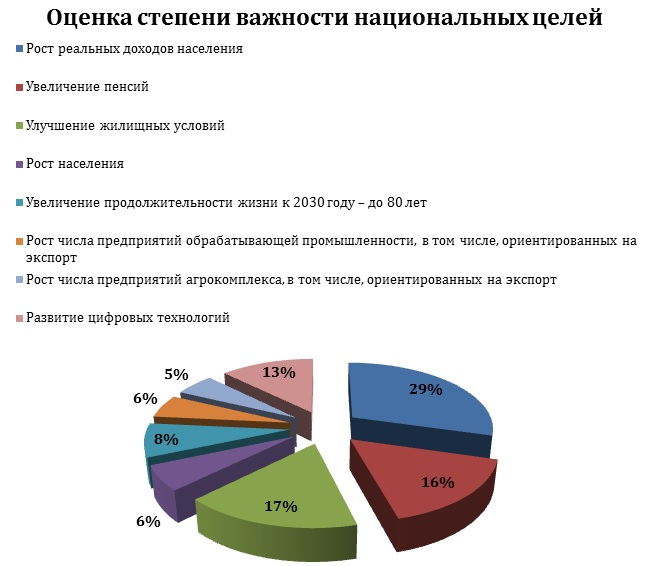 Оценка степени важности национальных целей
Рост реальных доходов населения
Увеличение пенсий
Улучшение жилищных условий
Рост населения
Увеличение продолжительности жизни к 2030 году – до 80 лет
Рост числа предприятий обрабатывающей промышленности, в том числе, ориентированных на
экспорт
Рост числа предприятий агрокомплекса, в том числе, ориентированных на экспорт
Развитие цифровых технологий
13%
5%
29%
6%
8%
16%
17%
6%